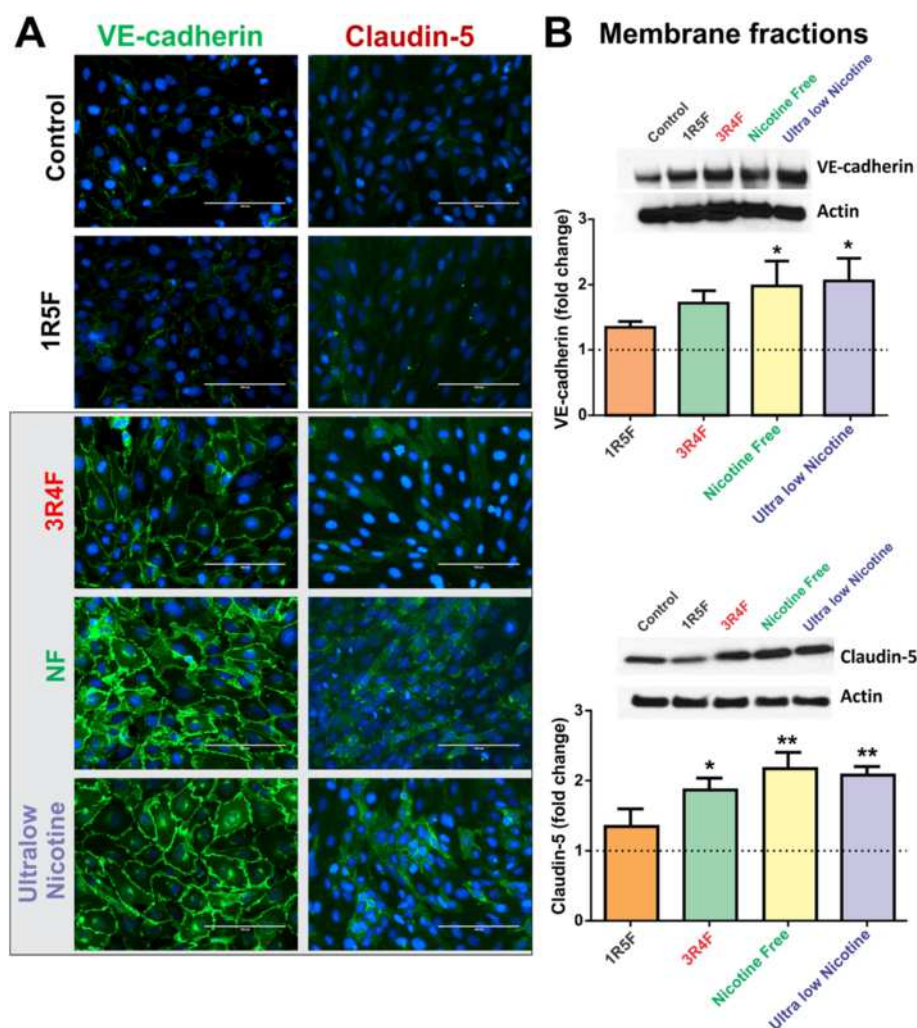 A
VE-cadherin
Claudin-5
Control
1R5F
3R4F
NF
Ultralow
Nicotine
B Membrane fractions
Control
1R5F
3R4F
Nicotine Free
Ultra low Nicotine
VE-cadherin
Actin
VE-cadherin (fold change)
3
2
1
0
*
*
1R5F
3R4F
Nicotine Free
Ultra low Nicotine
Control
1R5F
3R4F
Nicotine Free
Ultra low Nicotine
Claudin-5
Actin
Claudin-5 (fold change)
3
2
1
0
*
**
**
1R5F
3R4F
Nicotine Free
Ultra low Nicotine